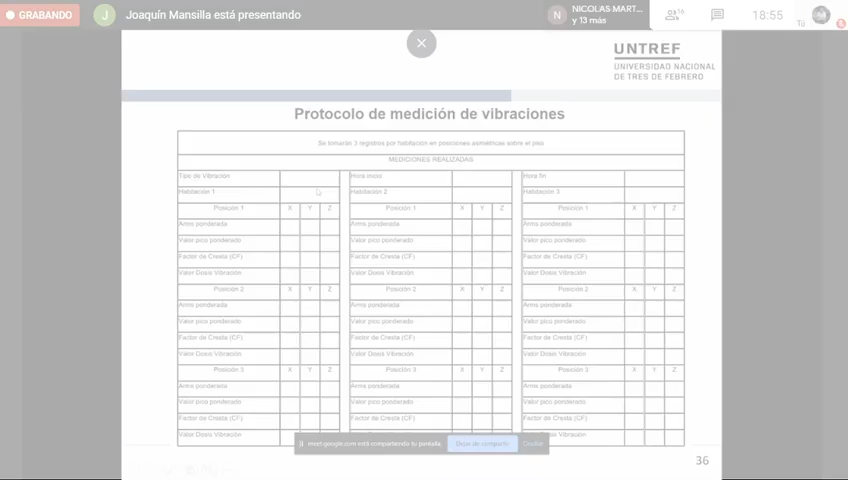 GRABANDO
J Joaquín Mansilla está presentando
N NICOLAS MART...
y 13 más
16
18:55
Tú
UNTREF
UNIVERSIDAD NACIONAL
DE TRES DE FEBRERO
Protocolo de medición de vibraciones
Se tomarán 3 registros por habitación en posiciones asimétricas sobre el piso
MEDICIONES REALIZADAS
Tipo de Vibración Hora inicio Hora fin
Habitación 1 Habitación 2 Habitación 3
Posición 1 X Y Z Posición 1 X Y Z Posición 1 X Y Z
Arms ponderada Arms ponderada Arms ponderada
Valor pico ponderado Valor pico ponderado Valor pico ponderado
Factor de Cresta (CF) Factor de Cresta (CF) Factor de Cresta (CF)
Valor Dosis Vibración Valor Dosis Vibración Valor Dosis Vibración
Posición 2 X Y Z Posición 2 X Y Z Posición 2 X Y Z
Arms ponderada Arms ponderada Arms ponderada
Valor pico ponderado Valor pico ponderado Valor pico ponderado
Factor de Cresta (CF) Factor de Cresta (CF) Factor de Cresta (CF)
Valor Dosis Vibración Valor Dosis Vibración Valor Dosis Vibración
Posición 3 X Y Z Posición 3 X Y Z Posición 3 X Y Z
Arms ponderada Arms ponderada Arms ponderada
Valor pico ponderado Valor pico ponderado Valor pico ponderado
Factor de Cresta (CF) Factor de Cresta (CF) Factor de Cresta (CF)
Valor Dosis Vibración Valor Dosis Vibración Valor Dosis Vibración
meet.google.com está compartiendo tu pantalla. Dejar de compartir Ocultar
36